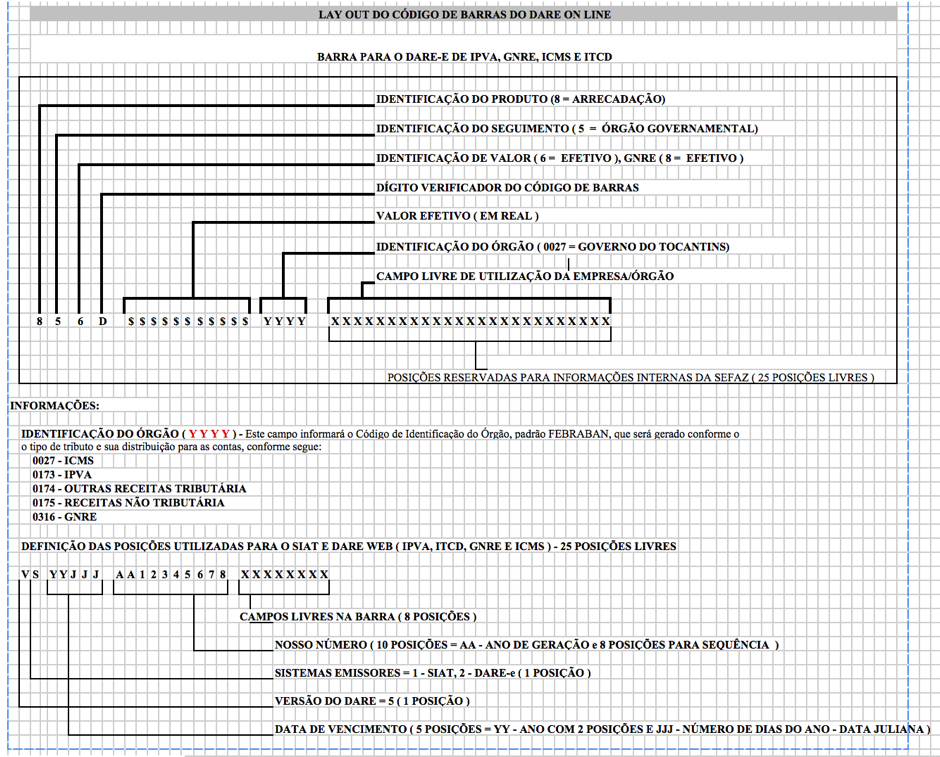 LAY OUT DO CÓDIGO DE BARRAS DO DARE ON LINE
BARRA PARA O DARE-E DE IPVA, GNRE, ICMS E ITCD
IDENTIFICAÇÃO DO PRODUTO (8 = ARRECADAÇÃO)
IDENTIFICAÇÃO DO SEGUIMENTO ( 5 = ÓRGÃO GOVERNAMENTAL)
IDENTIFICAÇÃO DE VALOR ( 6 = EFETIVO ), GNRE ( 8 = EFETIVO )
DÍGITO VERIFICADOR DO CÓDIGO DE BARRAS
VALOR EFETIVO ( EM REAL )
IDENTIFICAÇÃO DO ÓRGÃO ( 0027 = GOVERNO DO TOCANTINS)
CAMPO LIVRE DE UTILIZAÇÃO DA EMPRESA/ÓRGÃO
8 5 6 D $ $ $ $ $ $ $ $ $ $ $ Y Y Y Y X X X X X X X X X X X X X X X X X X X X X X X X X
POSIÇÕES RESERVADAS PARA INFORMAÇÕES INTERNAS DA SEFAZ ( 25 POSIÇÕES LIVRES )
INFORMAÇÕES:
IDENTIFICAÇÃO DO ÓRGÃO ( Y Y Y Y ) - Este campo informará o Código de Identificação do Órgão, padrão FEBRABAN, que será gerado conforme o
o tipo de tributo e sua distribuição para as contas, conforme segue:
0027 - ICMS
0173 - IPVA
0174 - OUTRAS RECEITAS TRIBUTÁRIA
0175 - RECEITAS NÃO TRIBUTÁRIA
0316 - GNRE
DEFINIÇÃO DAS POSIÇÕES UTILIZADAS PARA O SIAT E DARE WEB ( IPVA, ITCD, GNRE E ICMS ) - 25 POSIÇÕES LIVRES
V S Y Y J J J A A 1 2 3 4 5 6 7 8 X X X X X X X X
CAMPOS LIVRES NA BARRA ( 8 POSIÇÕES )
NOSSO NÚMERO ( 10 POSIÇÕES = AA - ANO DE GERAÇÃO e 8 POSIÇÕES PARA SEQUÊNCIA )
SISTEMAS EMISSORES = 1 - SIAT, 2 - DARE-e ( 1 POSIÇÃO )
VERSÃO DO DARE = 5 ( 1 POSIÇÃO )
DATA DE VENCIMENTO ( 5 POSIÇÕES = YY - ANO COM 2 POSIÇÕES E JJJ - NÚMERO DE DIAS DO ANO - DATA JULIANA )